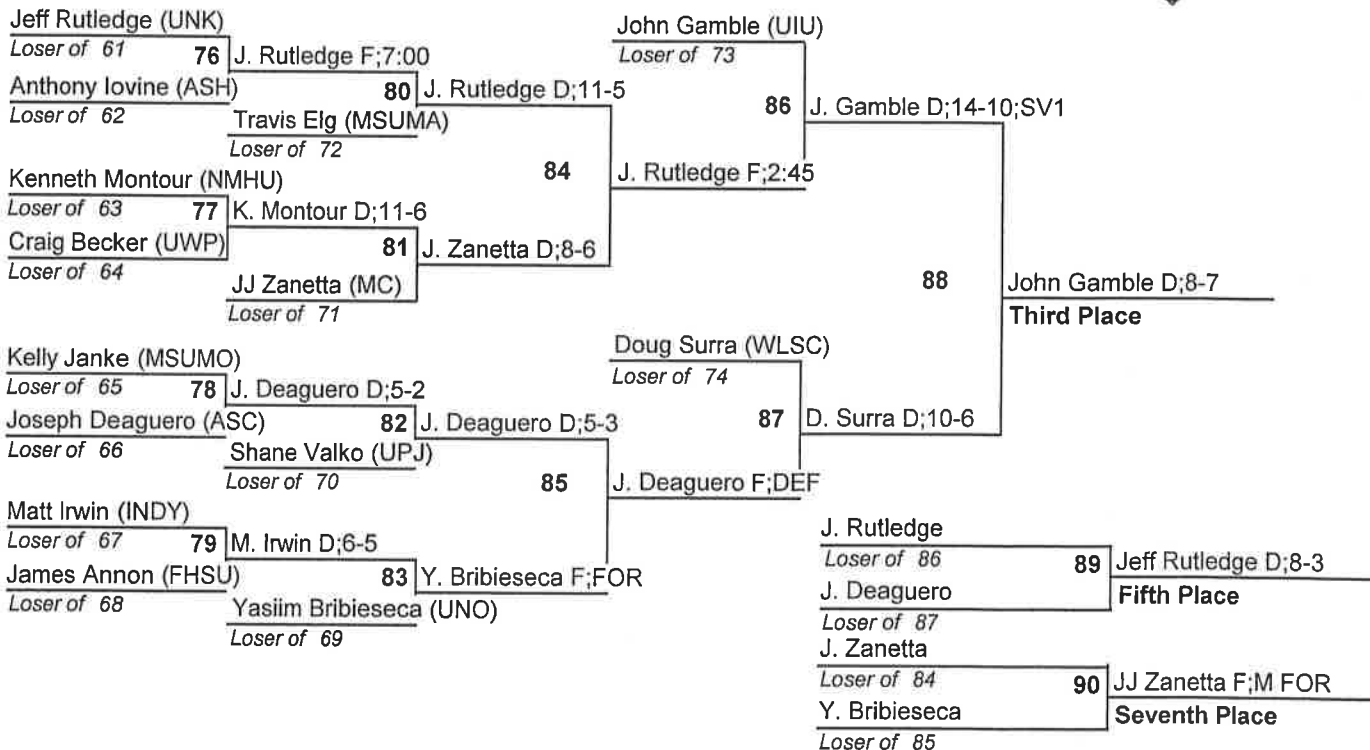 Jeff Rutledge (UNK)
Loser of 61
76
J. Rutledge F;7:00
Anthony Iovine (ASH)
Loser of 62
80
J. Rutledge D;11-5
Travis Elg (MSUMA)
Loser of 72
Kenneth Montour (NMHU)
Loser of 63
77
K. Montour D;11-6
Craig Becker (UWP)
Loser of 64
81
J. Zanetta D;8-6
JJ Zanetta (MC)
Loser of 71
84
J. Rutledge F;2:45
John Gamble (UIU)
Loser of 73
86
J. Gamble D;14-10;SV1
88
John Gamble D;8-7
Third Place
Kelly Janke (MSUMO)
Loser of 65
78
J. Deaguero D;5-2
Joseph Deaguero (ASC)
Loser of 66
82
J. Deaguero D;5-3
Shane Valko (UPJ)
Loser of 70
Matt Irwin (INDY)
Loser of 67
79
M. Irwin D;6-5
James Annon (FHSU)
Loser of 68
83
Y. Bribieseca F;FOR
Yasiim Bribieseca (UNO)
Loser of 69
85
J. Deaguero F;DEF
Doug Surra (WLSC)
Loser of 74
87
D. Surra D;10-6
J. Rutledge
Loser of 86
89
Jeff Rutledge D;8-3
J. Deaguero
Fifth Place
Loser of 87
J. Zanetta
Loser of 84
90
JJ Zanetta F;M FOR
Y. Bribieseca
Seventh Place
Loser of 85